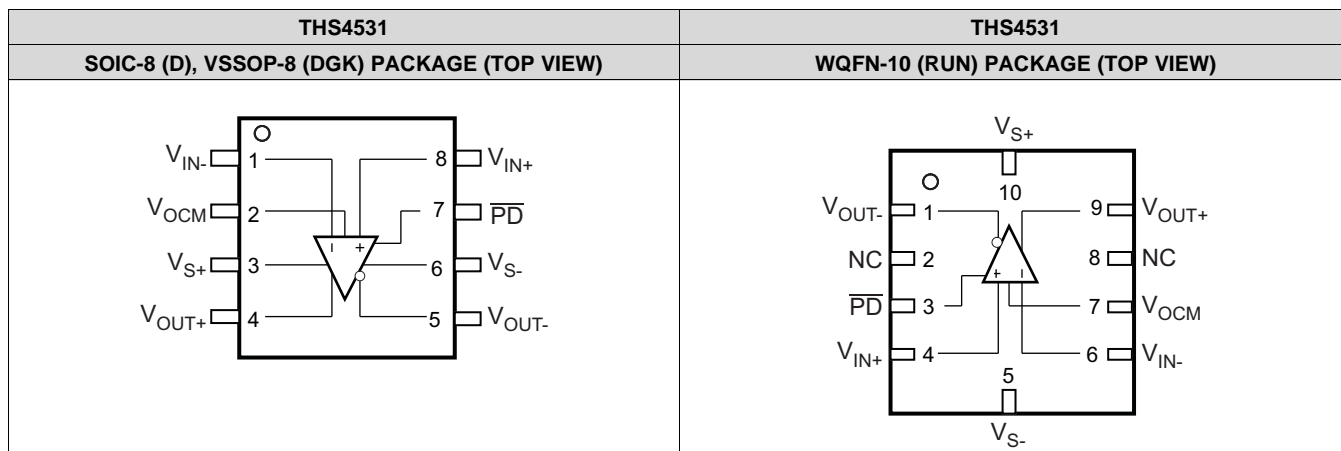 THS4531
THS4531
SOIC-8 (D), VSSOP-8 (DGK) PACKAGE (TOP VIEW)
WQFN-10 (RUN) PACKAGE (TOP VIEW)
VIN- 1 8 VIN+
VOCM 2 7 PD
VS+ 3 6 VS-
VOUT+ 4 5 VOUT-
VS+
10
VOUT- 1 9 VOUT+
NC 2 8 NC
PD 3 7 VOCM
VIN+ 4 6 VIN-
5
VS-